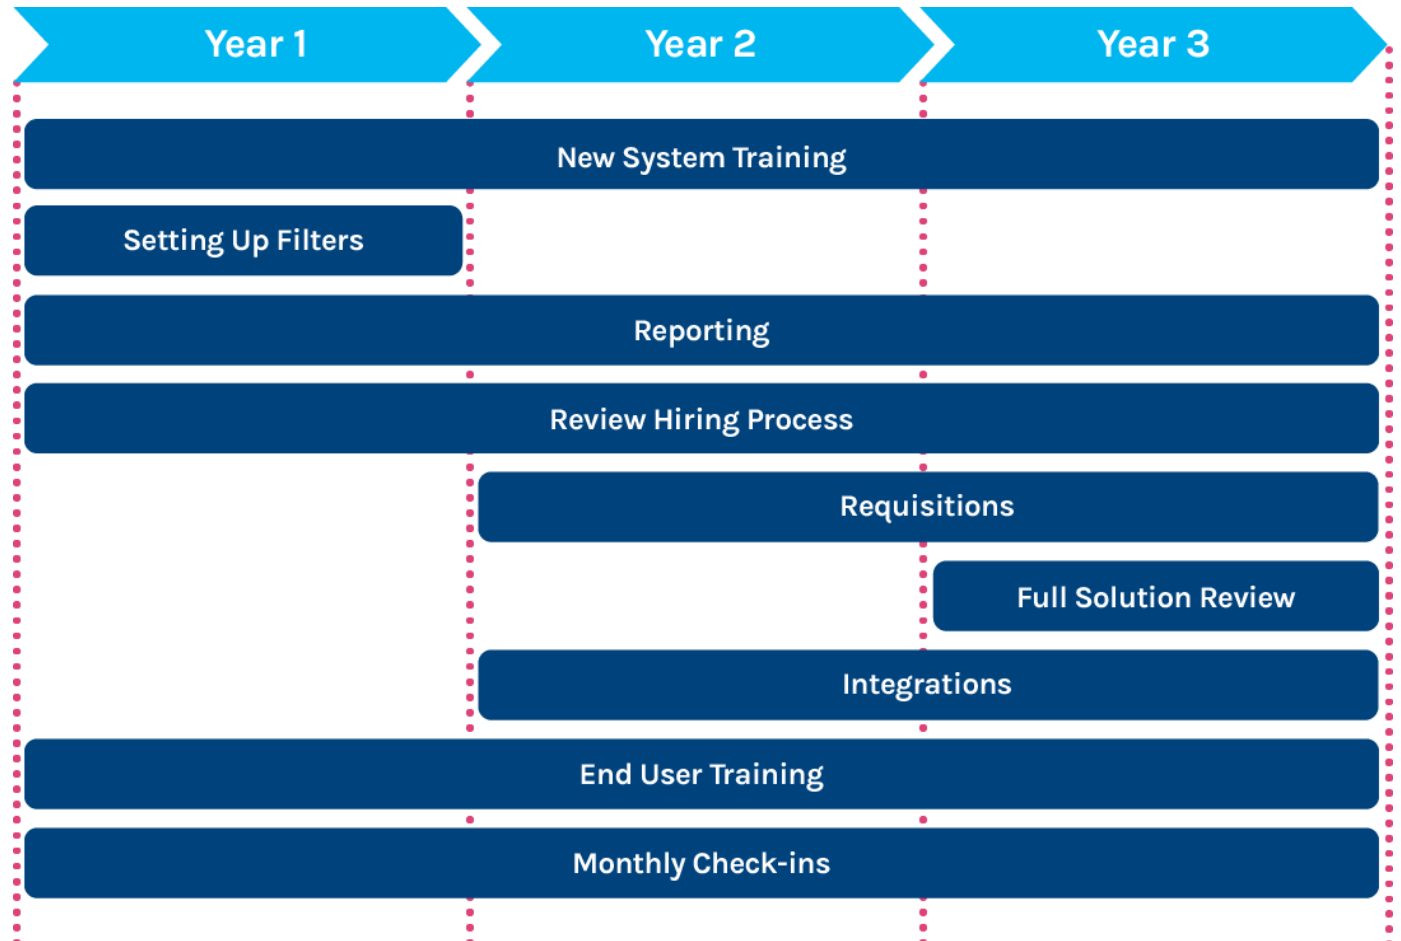 Year 1
Year 2
Year 3
New System Training
Setting Up Filters
Reporting
Review Hiring Process
Requisitions
Full Solution Review
Integrations
End User Training
Monthly Check-ins